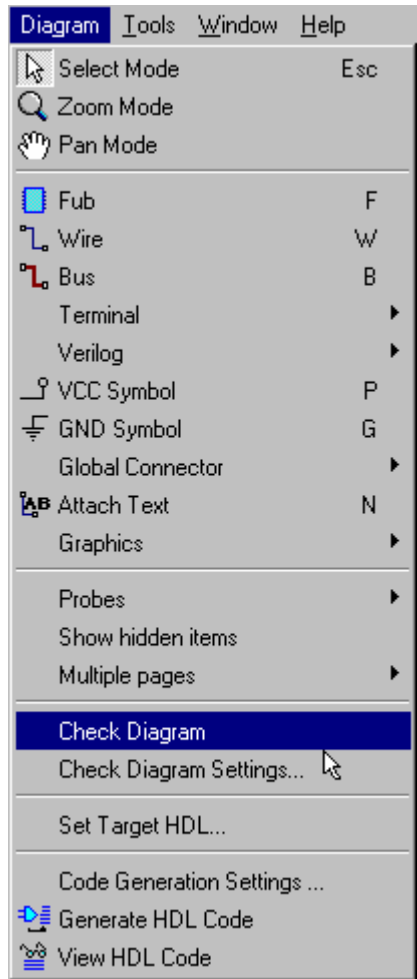 Diagram Tools Window Help
Select Mode Esc
Zoom Mode
Pan Mode
Fub F
Wire W
Bus B
Terminal
Verilog
VCC Symbol P
GND Symbol G
Global Connector
AB Attach Text N
Graphics
Probes
Show hidden items
Multiple pages
Check Diagram
Check Diagram Settings...
Set Target HDL...
Code Generation Settings ...
Generate HDL Code
View HDL Code